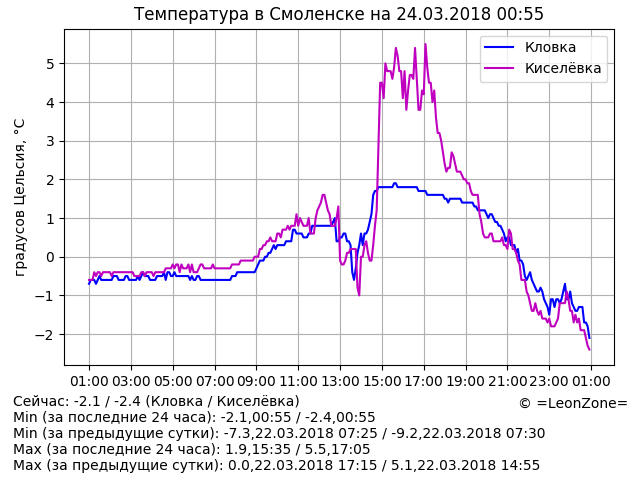 Температура в Смоленске на 24.03.2018 00:55
градусов Цельсия, °C
5
4
3
2
1
0
−1
−2
Кловка
Киселёвка
01:00 03:00 05:00 07:00 09:00 11:00 13:00 15:00 17:00 19:00 21:00 23:00 01:00
Сейчас: -2.1 / -2.4 (Кловка / Киселёвка)
© =LeonZone=
Min (за последние 24 часа): -2.1,00:55 / -2.4,00:55
Min (за предыдущие сутки): -7.3,22.03.2018 07:25 / -9.2,22.03.2018 07:30
Max (за последние 24 часа): 1.9,15:35 / 5.5,17:05
Max (за предыдущие сутки): 0.0,22.03.2018 17:15 / 5.1,22.03.2018 14:55